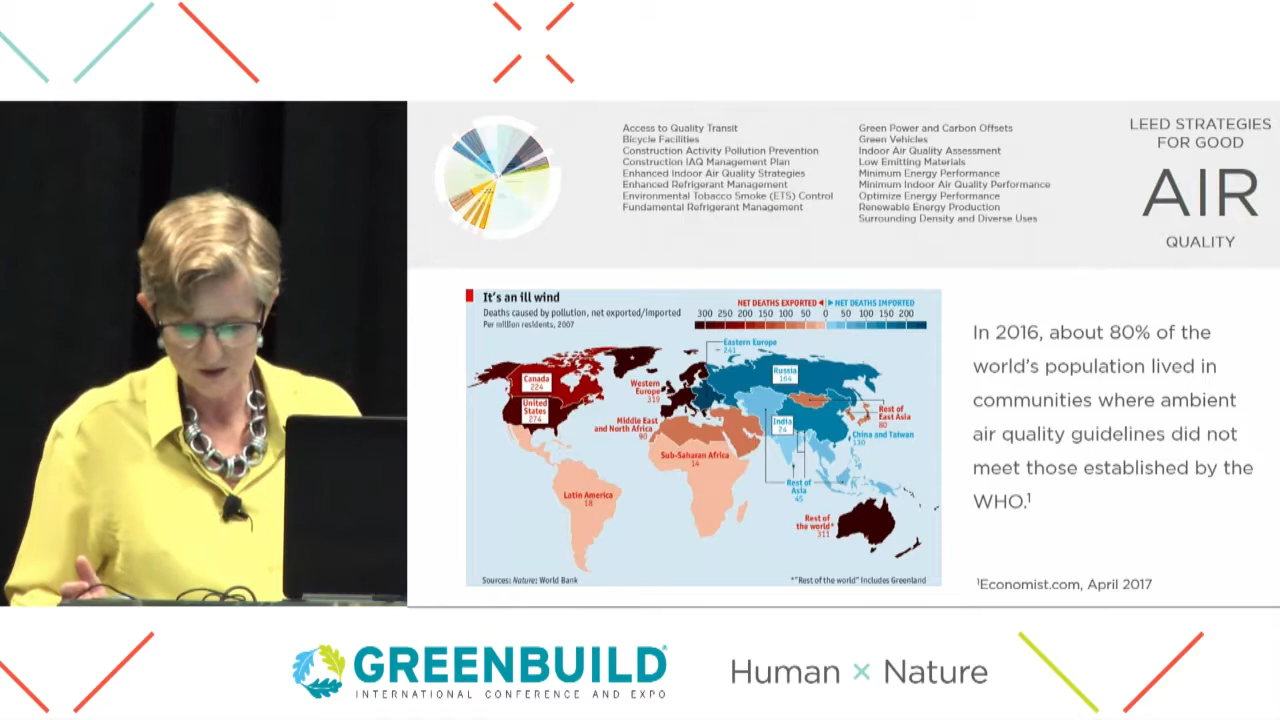 Access to Quality Transit
Bicycle Facilities
Construction Activity Pollution Prevention
Construction IAQ Management Plan
Enhanced Indoor Air Quality Strategies
Enhanced Refrigerant Management
Environmental Tobacco Smoke (ETS) Control
Fundamental Refrigerant Management
Green Power and Carbon Offsets
Green Vehicles
Indoor Air Quality Assessment
Low Emitting Materials
Minimum Energy Performance
Minimum Indoor Air Quality Performance
Optimize Energy Performance
Renewable Energy Production
Surrounding Density and Diverse Uses
LEED STRATEGIES
FOR GOOD
AIR
QUALITY
It's an ill wind
Deaths caused by pollution, net exported/imported
Per million residents, 2007
NET DEATHS EXPORTED ◀ ▶ NET DEATHS IMPORTED
300 250 200 150 100 50 0 50 100 150 200
Eastern Europe
241
Canada
224
United
States
274
Western
Europe
319
Russia
164
Middle East
and North Africa
90
India
24
Rest of
East Asia
80
China and Taiwan
130
Sub-Saharan Africa
14
Rest of
Asia
45
Latin America
18
Rest of
the world*
311
Sources: Nature; World Bank
*"Rest of the world" includes Greenland
In 2016, about 80% of the
world's population lived in
communities where ambient
air quality guidelines did not
meet those established by the
WHO.¹
¹Economist.com, April 2017
GREENBUILD®
INTERNATIONAL CONFERENCE AND EXPO
Human × Nature